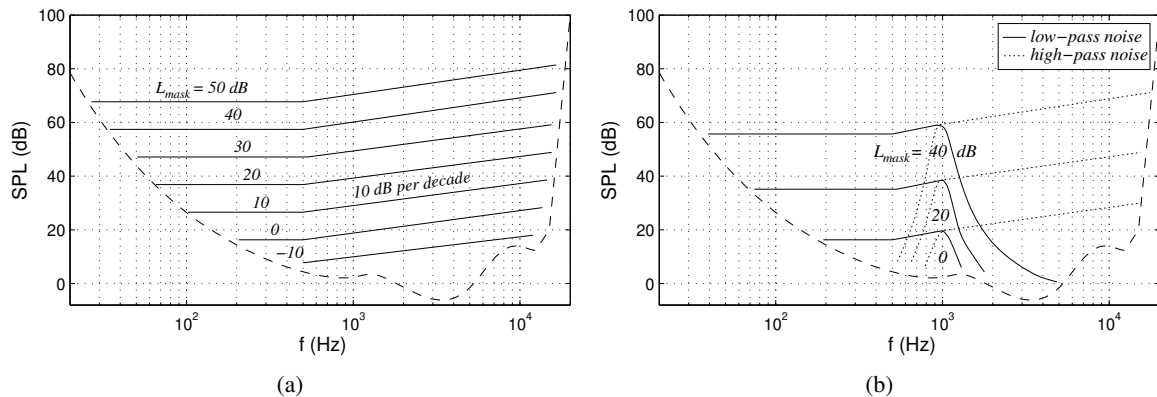 100
80
60
40
20
0
SPL (dB)
L_mask = 50 dB
40
30
20
10
0
−10
10 dB per decade
10^2
10^3
10^4
f (Hz)
(a)
100
80
60
40
20
0
SPL (dB)
low−pass noise
high−pass noise
L_mask = 40 dB
20
0
10^2
10^3
10^4
f (Hz)
(b)